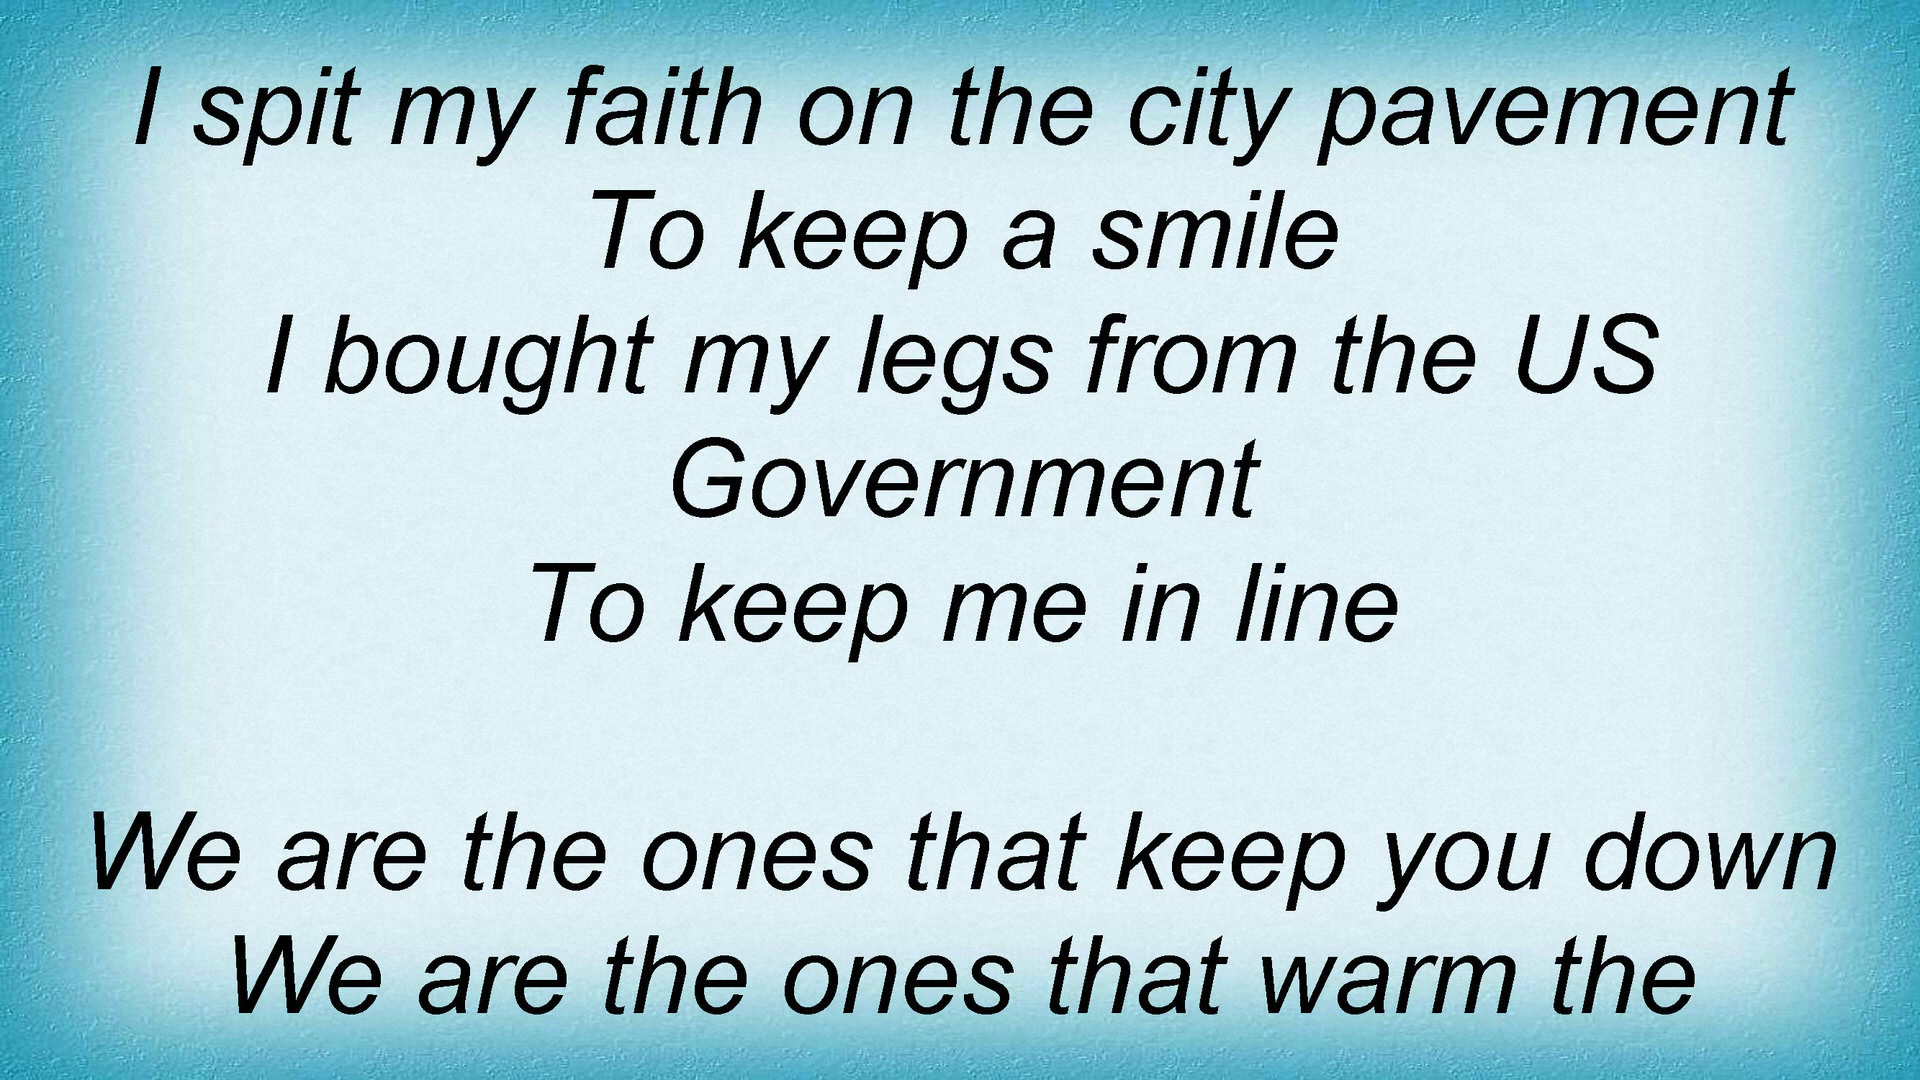 I spit my faith on the city pavement
To keep a smile
I bought my legs from the US
Government
To keep me in line
We are the ones that keep you down
We are the ones that warm the